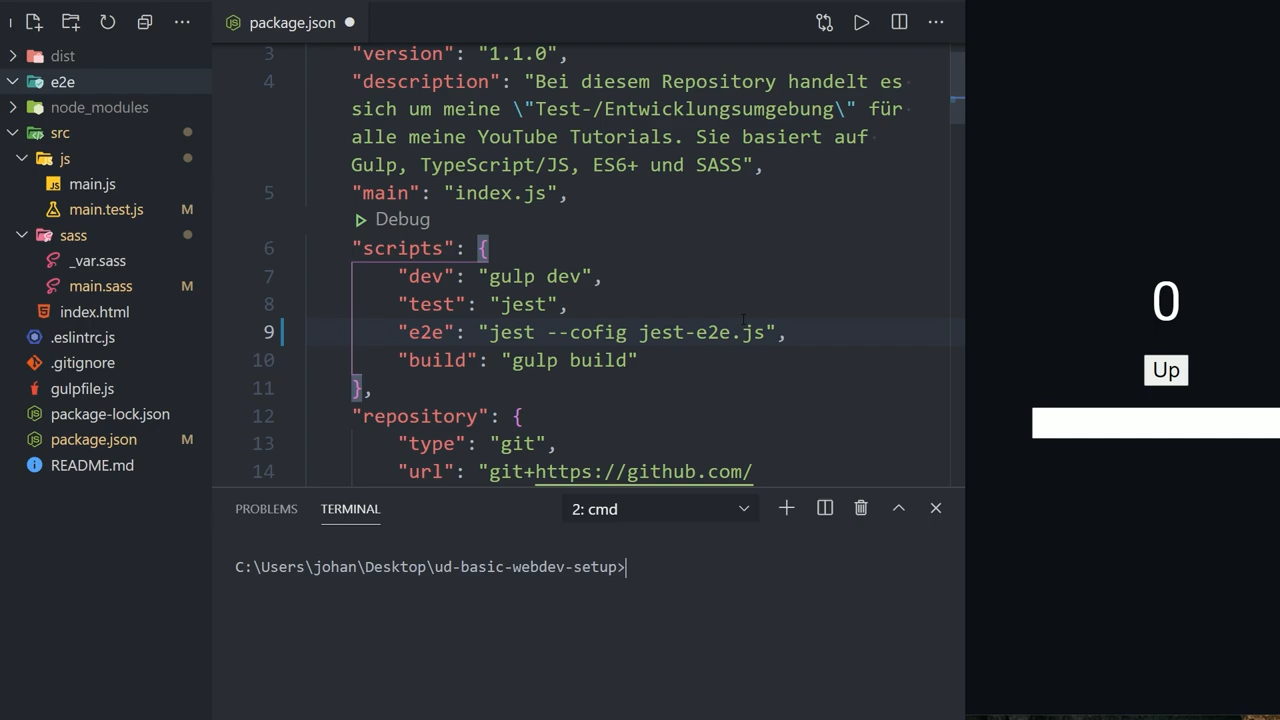 package.json
dist
e2e
node_modules
src
js
main.js
main.test.js M
sass
_var.sass
main.sass M
index.html
.eslintrc.js
.gitignore
gulpfile.js
package-lock.json
package.json M
README.md
3 "version": "1.1.0",
4 "description": "Bei diesem Repository handelt es
sich um meine \"Test-/Entwicklungsumgebung\" für
alle meine YouTube Tutorials. Sie basiert auf
Gulp, TypeScript/JS, ES6+ und SASS",
5 "main": "index.js",
Debug
6 "scripts": {
7 "dev": "gulp dev",
8 "test": "jest",
9 "e2e": "jest --cofig jest-e2e.js",
10 "build": "gulp build"
11 },
12 "repository": {
13 "type": "git",
14 "url": "git+https://github.com/
PROBLEMS TERMINAL 2: cmd
C:\Users\johan\Desktop\ud-basic-webdev-setup>
0
Up